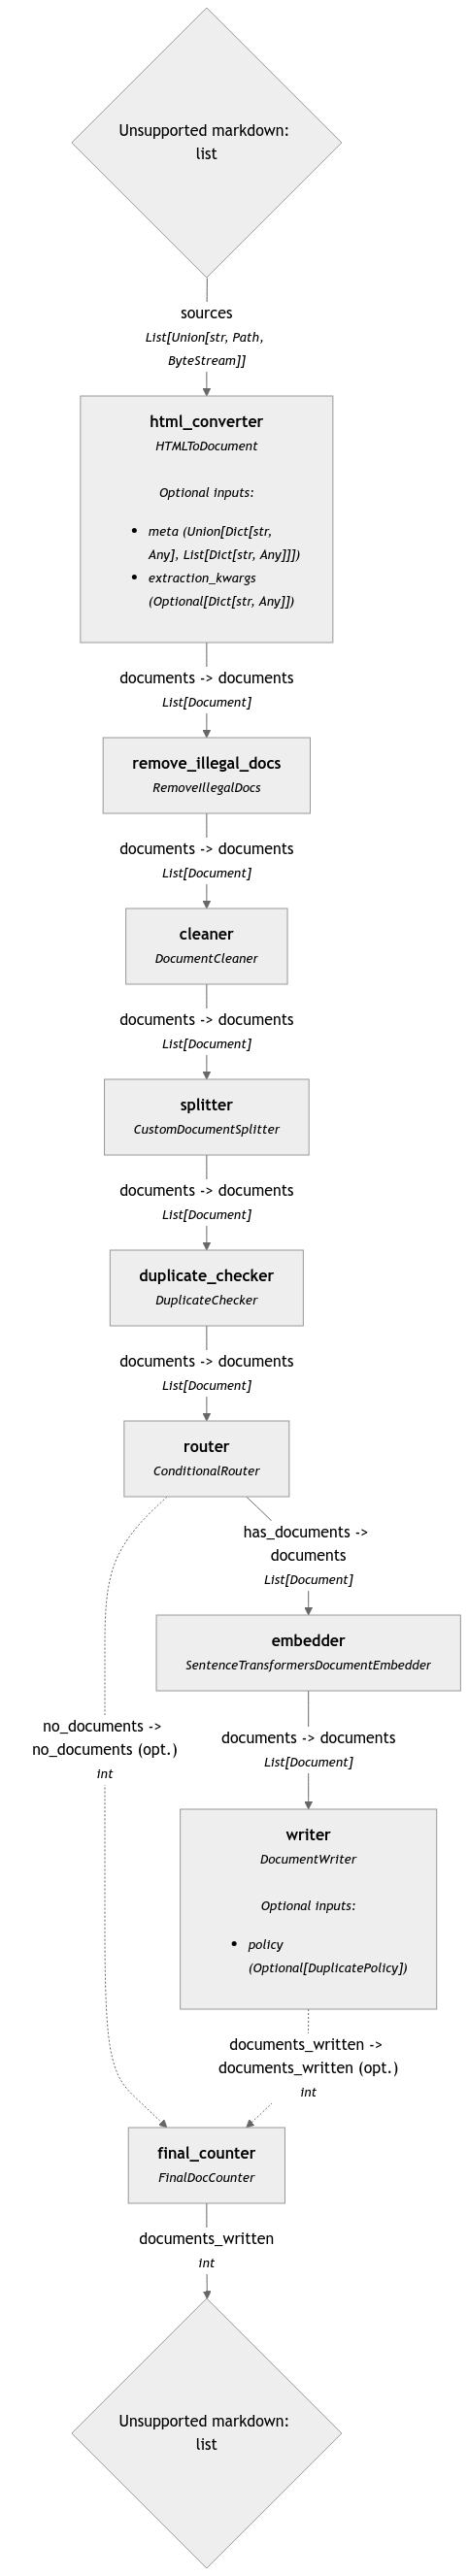 Unsupported markdown:
list
sources
List[Union[str, Path,
ByteStream]]
html_converter
HTMLToDocument
Optional inputs:
• meta (Union[Dict[str,
Any], List[Dict[str, Any]]])
• extraction_kwargs
(Optional[Dict[str, Any]])
documents -> documents
List[Document]
remove_illegal_docs
RemoveIllegalDocs
documents -> documents
List[Document]
cleaner
DocumentCleaner
documents -> documents
List[Document]
splitter
CustomDocumentSplitter
documents -> documents
List[Document]
duplicate_checker
DuplicateChecker
documents -> documents
List[Document]
router
ConditionalRouter
has_documents ->
documents
List[Document]
embedder
SentenceTransformersDocumentEmbedder
no_documents ->
no_documents (opt.)
int
documents -> documents
List[Document]
writer
DocumentWriter
Optional inputs:
• policy
(Optional[DuplicatePolicy])
documents_written ->
documents_written (opt.)
int
final_counter
FinalDocCounter
documents_written
int
Unsupported markdown:
list